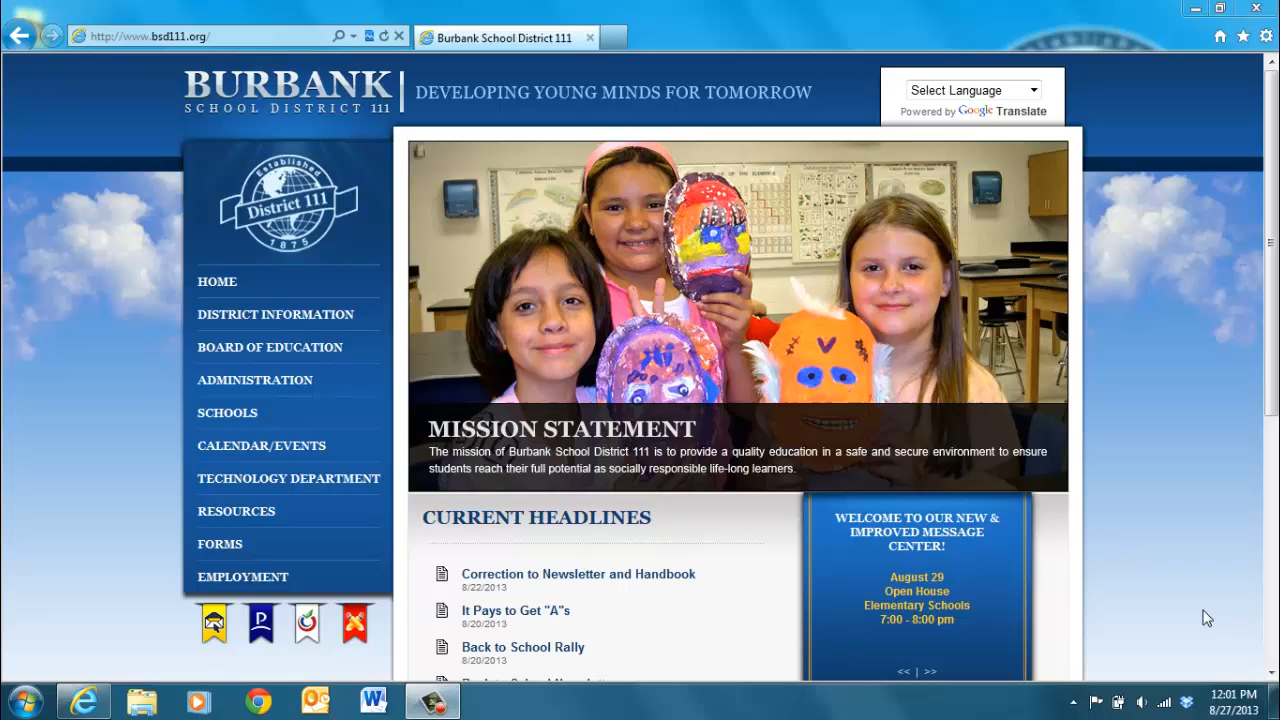 http://www.bsd111.org/
Burbank School District 111
BURBANK
SCHOOL DISTRICT 111
DEVELOPING YOUNG MINDS FOR TOMORROW
Select Language
Powered by Google Translate
Established
District 111
1875
HOME
DISTRICT INFORMATION
BOARD OF EDUCATION
ADMINISTRATION
SCHOOLS
CALENDAR/EVENTS
TECHNOLOGY DEPARTMENT
RESOURCES
FORMS
EMPLOYMENT
MISSION STATEMENT
The mission of Burbank School District 111 is to provide a quality education in a safe and secure environment to ensure
students reach their full potential as socially responsible life-long learners.
CURRENT HEADLINES
Correction to Newsletter and Handbook
8/22/2013
It Pays to Get "A"s
8/20/2013
Back to School Rally
8/20/2013
WELCOME TO OUR NEW &
IMPROVED MESSAGE
CENTER!
August 29
Open House
Elementary Schools
7:00 - 8:00 pm
<< | >>
12:01 PM
8/27/2013